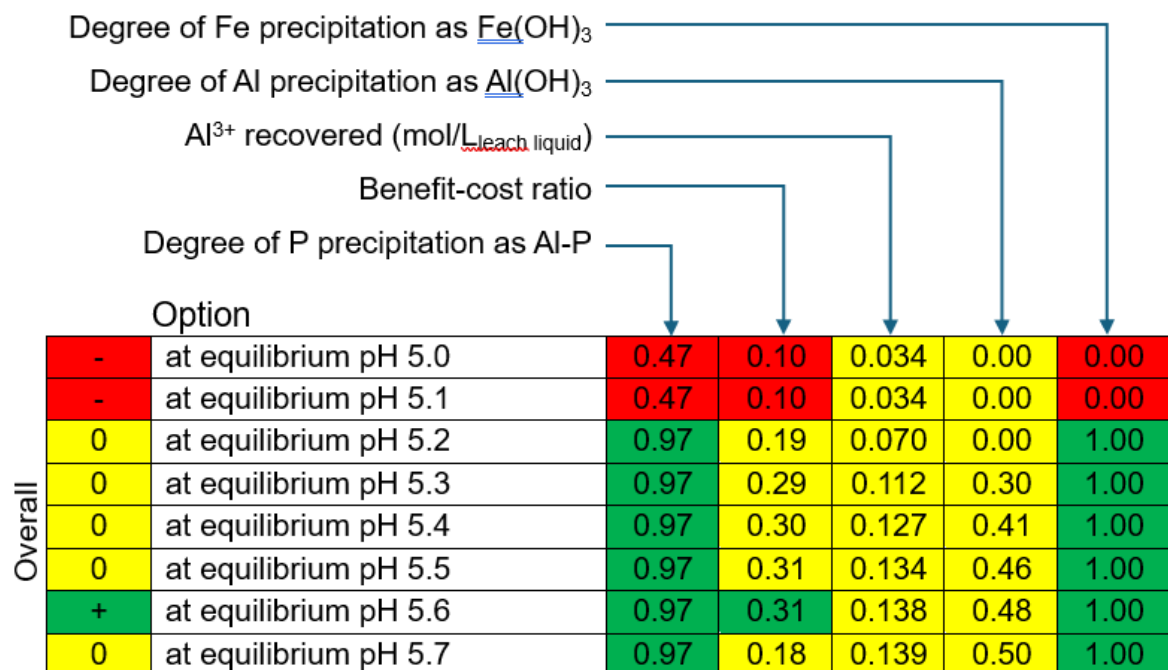 Degree of Fe precipitation as Fe(OH)₃
Degree of Al precipitation as Al(OH)₃
Al³⁺ recovered (mol/L_leach liquid)
Benefit-cost ratio
Degree of P precipitation as Al-P
Option
Overall
- at equilibrium pH 5.0 0.47 0.10 0.034 0.00 0.00
- at equilibrium pH 5.1 0.47 0.10 0.034 0.00 0.00
0 at equilibrium pH 5.2 0.97 0.19 0.070 0.00 1.00
0 at equilibrium pH 5.3 0.97 0.29 0.112 0.30 1.00
0 at equilibrium pH 5.4 0.97 0.30 0.127 0.41 1.00
0 at equilibrium pH 5.5 0.97 0.31 0.134 0.46 1.00
+ at equilibrium pH 5.6 0.97 0.31 0.138 0.48 1.00
0 at equilibrium pH 5.7 0.97 0.18 0.139 0.50 1.00